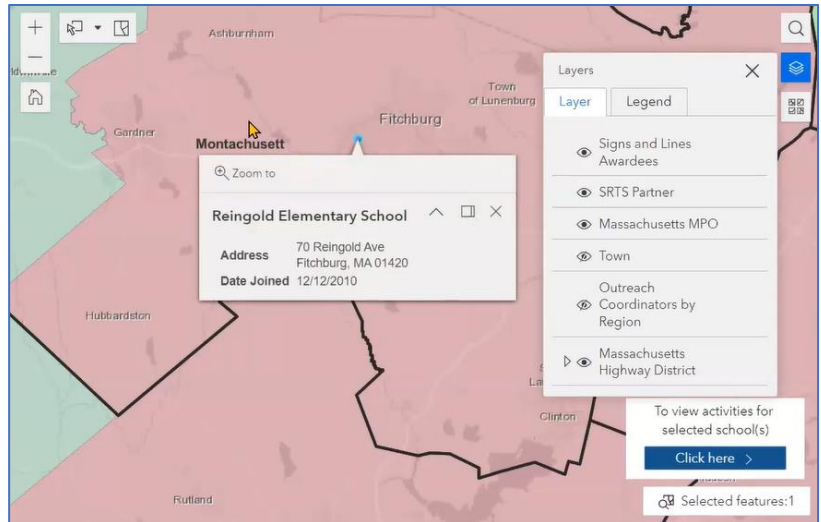 Ashburnham
Town
of Lunenburg
Fitchburg
Gardner
Montachusett
Zoom to
Reingold Elementary School
Address 70 Reingold Ave
Fitchburg, MA 01420
Date Joined 12/12/2010
Hubbardston
Layers
Layer Legend
Signs and Lines
Awardees
SRTS Partner
Massachusetts MPO
Town
Outreach
Coordinators by
Region
Massachusetts
Highway District
Clinton
To view activities for
selected school(s)
Click here >
Rutland
Selected features:1